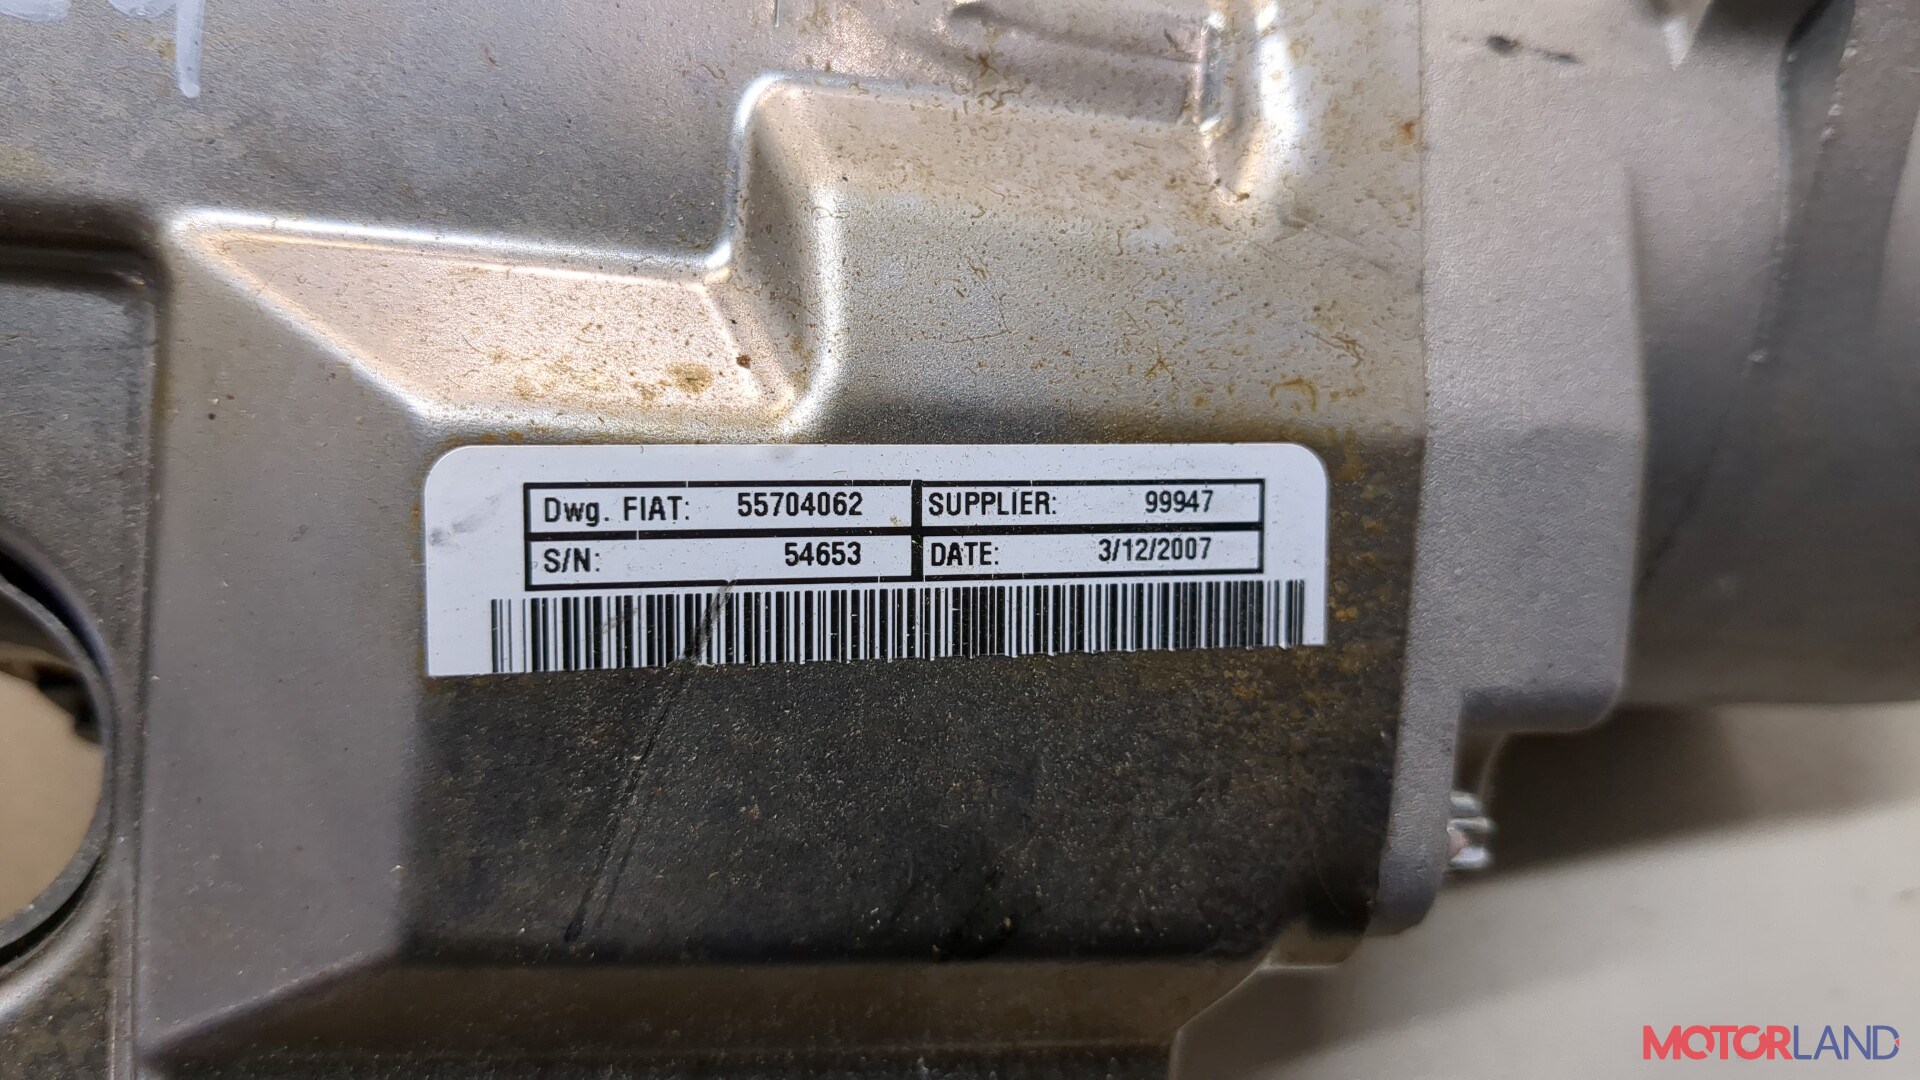 Dwg. FIAT: 55704062 SUPPLIER: 99947
S/N: 54653 DATE: 3/12/2007
MOTORLAND